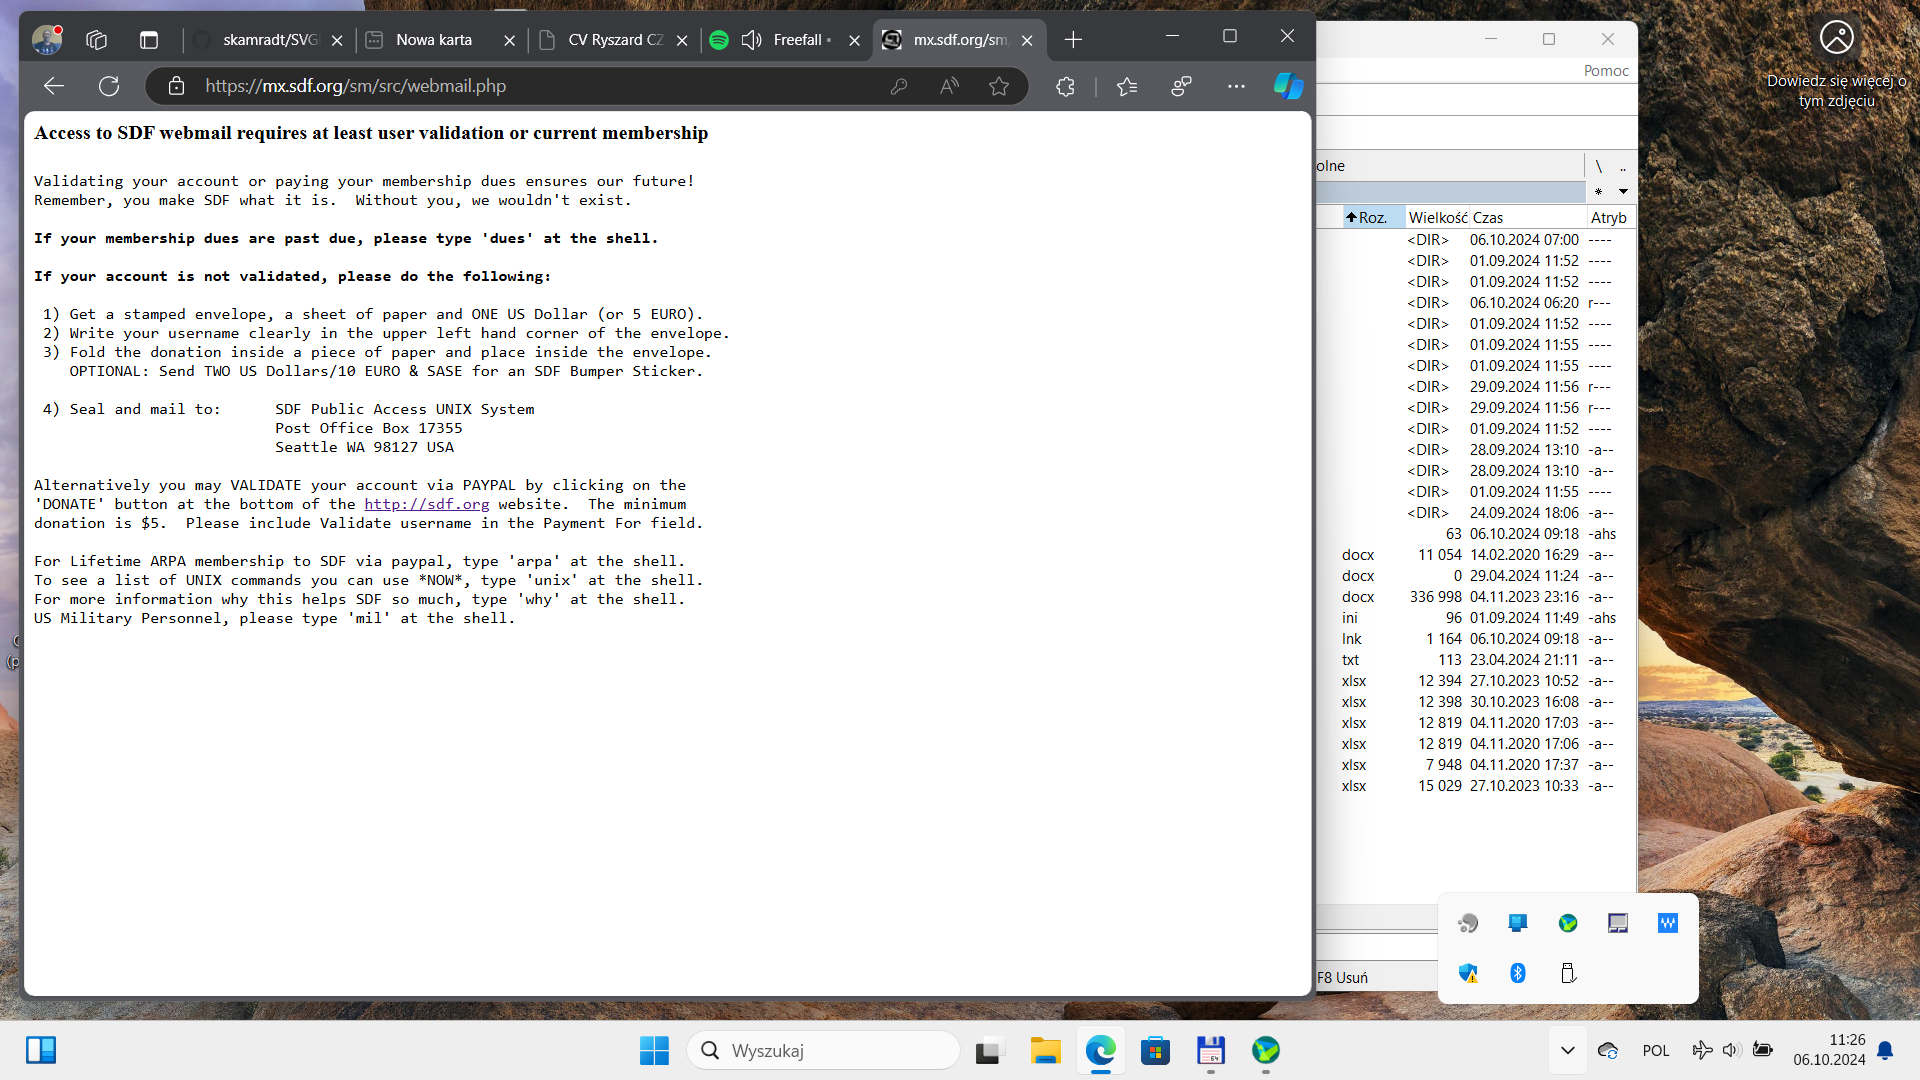 skamradt/SVG
Nowa karta
CV Ryszard CZ
Freefall •
mx.sdf.org/sm
https://mx.sdf.org/sm/src/webmail.php
Access to SDF webmail requires at least user validation or current membership
Validating your account or paying your membership dues ensures our future!
Remember, you make SDF what it is.  Without you, we wouldn't exist.
If your membership dues are past due, please type 'dues' at the shell.
If your account is not validated, please do the following:
1) Get a stamped envelope, a sheet of paper and ONE US Dollar (or 5 EURO).
2) Write your username clearly in the upper left hand corner of the envelope.
3) Fold the donation inside a piece of paper and place inside the envelope.
OPTIONAL: Send TWO US Dollars/10 EURO & SASE for an SDF Bumper Sticker.
4) Seal and mail to:      SDF Public Access UNIX System
Post Office Box 17355
Seattle WA 98127 USA
Alternatively you may VALIDATE your account via PAYPAL by clicking on the
'DONATE' button at the bottom of the http://sdf.org website.  The minimum
donation is $5.  Please include Validate username in the Payment For field.
For Lifetime ARPA membership to SDF via paypal, type 'arpa' at the shell.
To see a list of UNIX commands you can use *NOW*, type 'unix' at the shell.
For more information why this helps SDF so much, type 'why' at the shell.
US Military Personnel, please type 'mil' at the shell.
Pomoc
olne \ ..
* 
Roz. Wielkość Czas Atryb
<DIR> 06.10.2024 07:00 ----
<DIR> 01.09.2024 11:52 ----
<DIR> 01.09.2024 11:52 ----
<DIR> 06.10.2024 06:20 r---
<DIR> 01.09.2024 11:52 ----
<DIR> 01.09.2024 11:55 ----
<DIR> 01.09.2024 11:55 ----
<DIR> 29.09.2024 11:56 r---
<DIR> 29.09.2024 11:56 r---
<DIR> 01.09.2024 11:52 ----
<DIR> 28.09.2024 13:10 -a--
<DIR> 28.09.2024 13:10 -a--
<DIR> 01.09.2024 11:55 ----
<DIR> 24.09.2024 18:06 -a--
63 06.10.2024 09:18 -ahs
docx 11 054 14.02.2020 16:29 -a--
docx 0 29.04.2024 11:24 -a--
docx 336 998 04.11.2023 23:16 -a--
ini 96 01.09.2024 11:49 -ahs
lnk 1 164 06.10.2024 09:18 -a--
txt 113 23.04.2024 21:11 -a--
xlsx 12 394 27.10.2023 10:52 -a--
xlsx 12 398 30.10.2023 16:08 -a--
xlsx 12 819 04.11.2020 17:03 -a--
xlsx 12 819 04.11.2020 17:06 -a--
xlsx 7 948 04.11.2020 17:37 -a--
xlsx 15 029 27.10.2023 10:33 -a--
F8 Usuń
Dowiedz się więcej o
tym zdjęciu
Wyszukaj
POL
11:26
06.10.2024